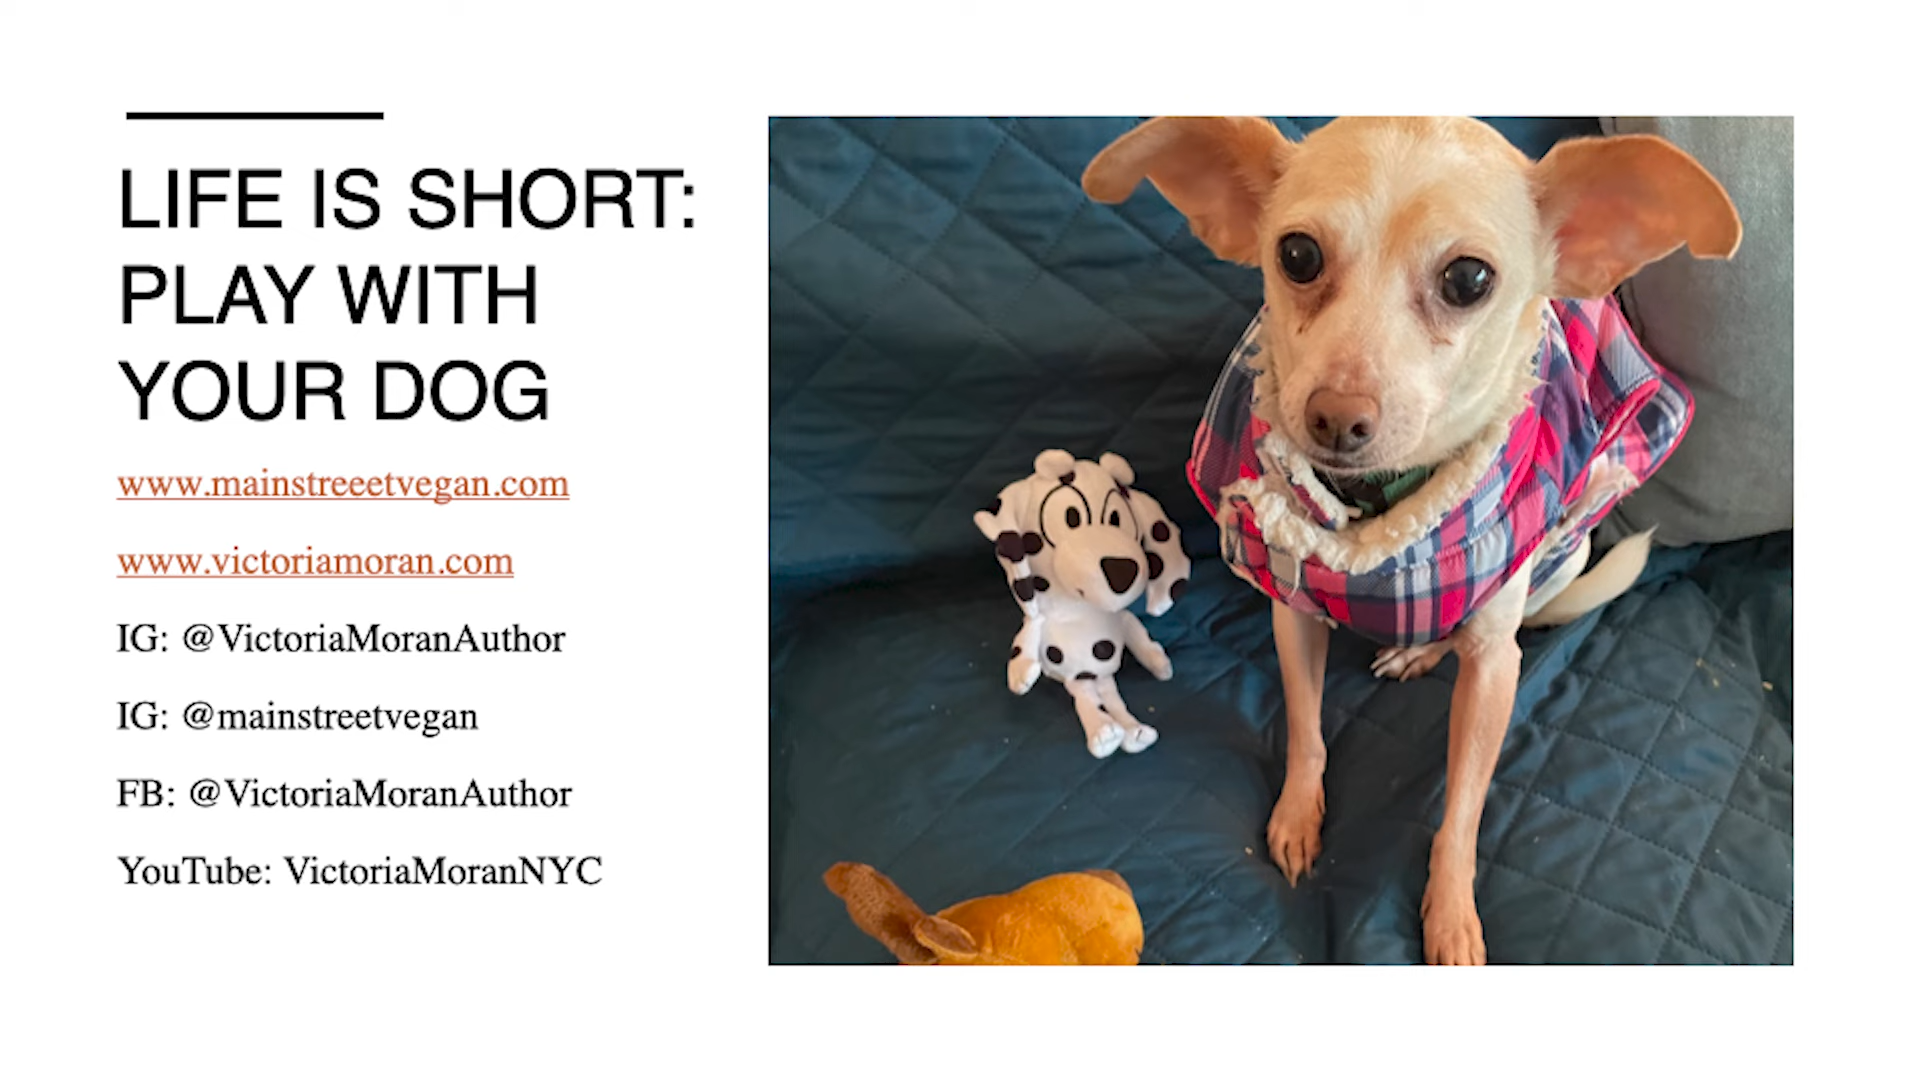 LIFE IS SHORT:
PLAY WITH
YOUR DOG
www.mainstreeetvegan.com
www.victoriamoran.com
IG: @VictoriaMoranAuthor
IG: @mainstreetvegan
FB: @VictoriaMoranAuthor
YouTube: VictoriaMoranNYC